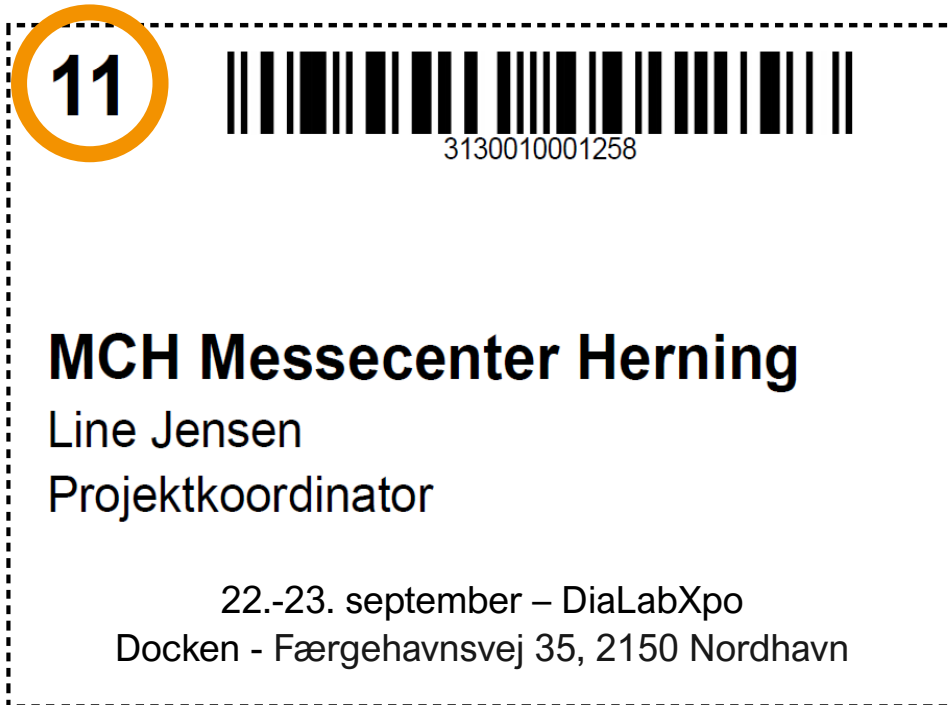 11
3130010001258
MCH Messecenter Herning
Line Jensen
Projektkoordinator
22.-23. september – DiaLabXpo
Docken - Færgehavnsvej 35, 2150 Nordhavn